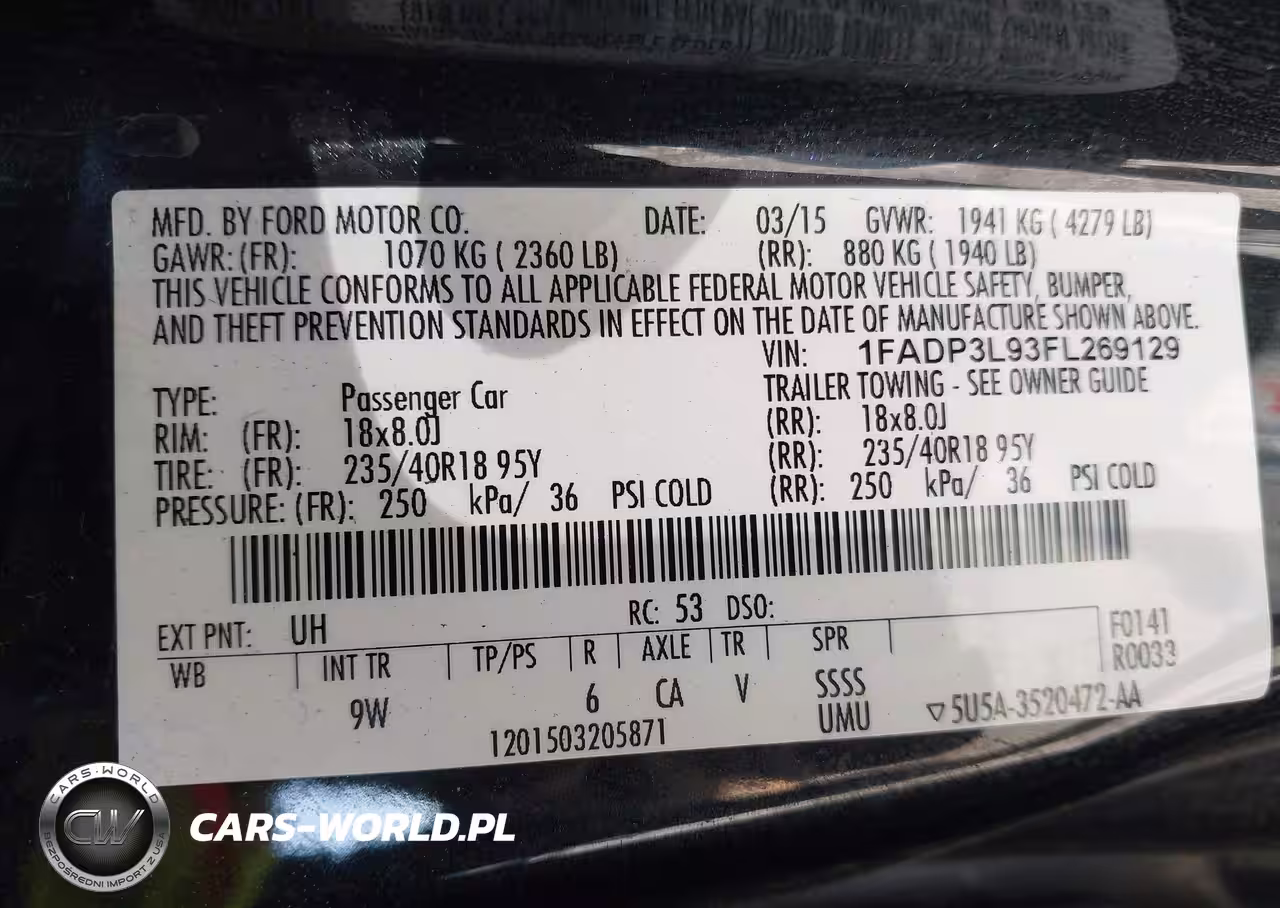 MFD. BY FORD MOTOR CO. DATE: 03/15 GVWR: 1941 KG ( 4279 LB)
GAWR: (FR): 1070 KG ( 2360 LB) (RR): 880 KG ( 1940 LB)
THIS VEHICLE CONFORMS TO ALL APPLICABLE FEDERAL MOTOR VEHICLE SAFETY, BUMPER,
AND THEFT PREVENTION STANDARDS IN EFFECT ON THE DATE OF MANUFACTURE SHOWN ABOVE.
VIN: 1FADP3L93FL269129
TYPE: Passenger Car TRAILER TOWING - SEE OWNER GUIDE
RIM: (FR): 18x8.0J (RR): 18x8.0J
TIRE: (FR): 235/40R18 95Y (RR): 235/40R18 95Y
PRESSURE: (FR): 250 kPa/ 36 PSI COLD (RR): 250 kPa/ 36 PSI COLD
EXT PNT: UH RC: 53 DSO:
WB INT TR TP/PS R AXLE TR SPR F0141
R0033
9W 6 CA V SSSS
UMU ▽5U5A-3520472-AA
1201503205871
CARS-WORLD
CW
BEZPOŚREDNI IMPORT Z USA
CARS-WORLD.PL